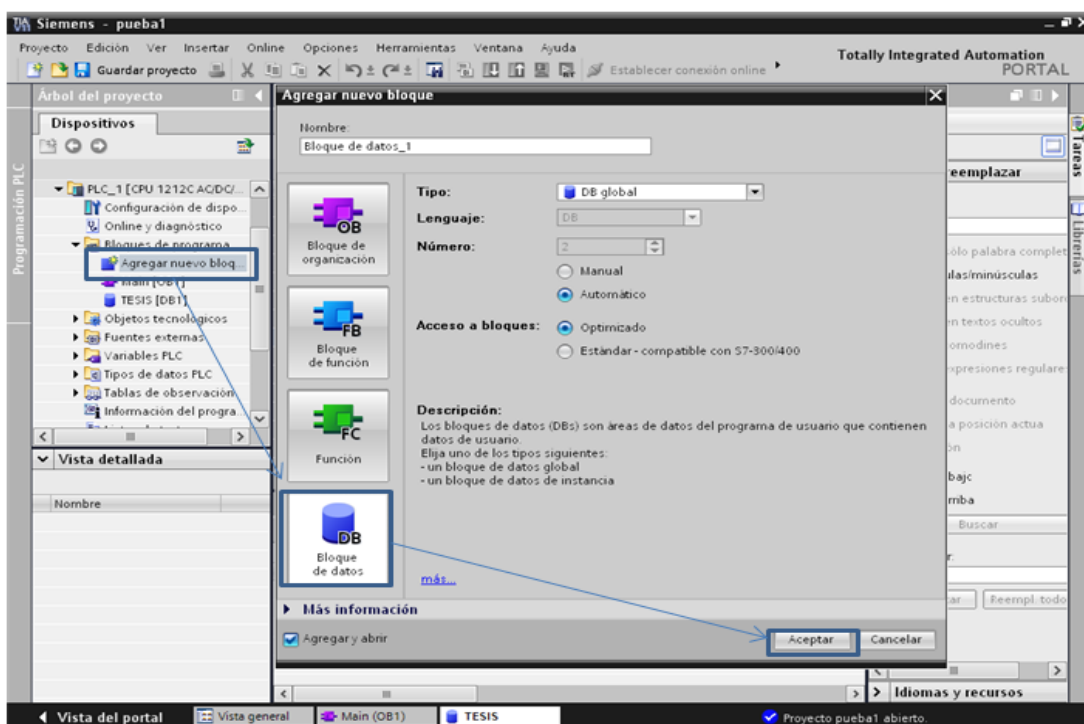 Siemens - pueba1
Proyecto Edición Ver Insertar Online Opciones Herramientas Ventana Ayuda
Guardar proyecto
Establecer conexión online
Totally Integrated Automation
PORTAL
Árbol del proyecto
Dispositivos
Programación PLC
PLC_1 [CPU 1212C AC/DC/...
Configuración de dispo...
Online y diagnóstico
Bloques de programa
Agregar nuevo bloq...
Main [OB1]
TESIS [DB1]
Objetos tecnológicos
Fuentes externas
Variables PLC
Tipos de datos PLC
Tablas de observación
Información del progra...
Vista detallada
Nombre
Agregar nuevo bloque
Nombre:
Bloque de datos_1
OB
Bloque de
organización
FB
Bloque
de función
FC
Función
DB
Bloque
de datos
Tipo: DB global
Lenguaje: DB
Número: 2
Manual
Automático
Acceso a bloques: Optimizado
Estándar - compatible con S7-300/400
Descripción:
Los bloques de datos (DBs) son áreas de datos del programa de usuario que contienen
datos de usuario.
Elija uno de los tipos siguientes:
- un bloque de datos global
- un bloque de datos de instancia
más...
Más información
Agregar y abrir
Aceptar
Cancelar
eemplazar
ólo palabra complet
las/minúsculas
en estructuras subor
en textos ocultos
omodines
xpresiones regulare
documento
a posición actua
ón
bajc
rriba
Buscar
r:
ar
Reempl. todo
Idiomas y recursos
Tareas
Librerías
Vista del portal
Vista general
Main (OB1)
TESIS
Proyecto pueba1 abierto.